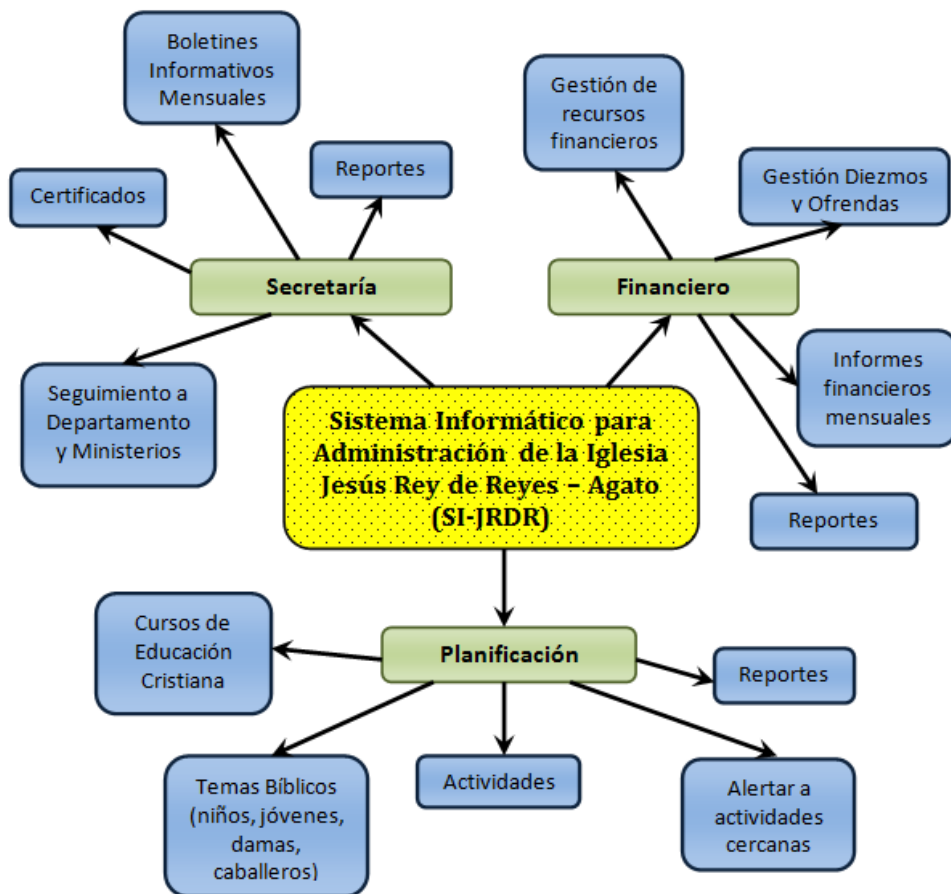 Boletines
Informativos
Mensuales
Gestión de
recursos
financieros
Reportes
Certificados
Gestión Diezmos
y Ofrendas
Secretaría
Financiero
Seguimiento a
Departamento
y Ministerios
Informes
financieros
mensuales
Sistema Informático para
Administración de la Iglesia
Jesús Rey de Reyes – Agato
(SI-JRDR)
Reportes
Cursos de
Educación
Cristiana
Planificación
Reportes
Temas Bíblicos
(niños, jóvenes,
damas,
caballeros)
Actividades
Alertar a
actividades
cercanas